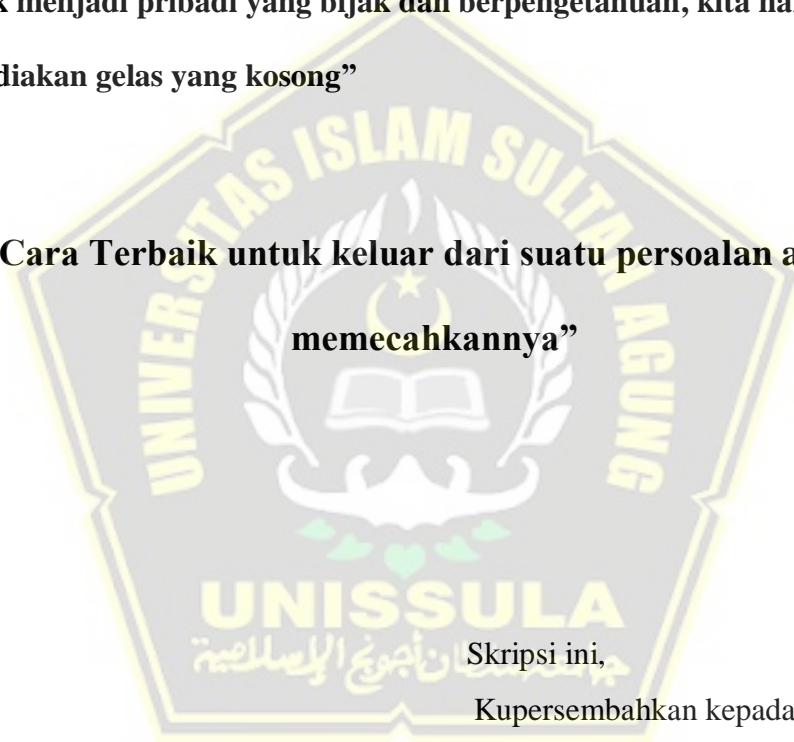 menjadi pribadi yang bijak dan berpengetahuan, kita
diakan gelas yang kosong”
Cara Terbaik untuk keluar dari suatu persoalan a
memecahkannya”
UNIVERSITAS ISLAM SULTAN AGUNG
UNISSULA
Skripsi ini,
Kupersembahkan kepada